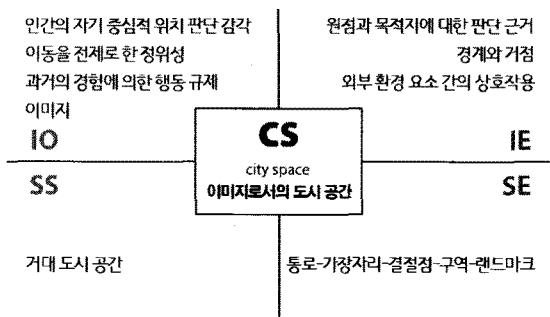 인간의 자기 중심적 위치 판단 감각
이동을 전제로 한 정위성
과거의 경험에 의한 행동 규제
이미지
IO
원점과 목적지에 대한 판단 근거
경계와 거점
외부 환경 요소 간의 상호작용
IE
CS
city space
이미지로서의 도시 공간
SS
거대 도시 공간
SE
통로-가장자리-결절점-구역-랜드마크